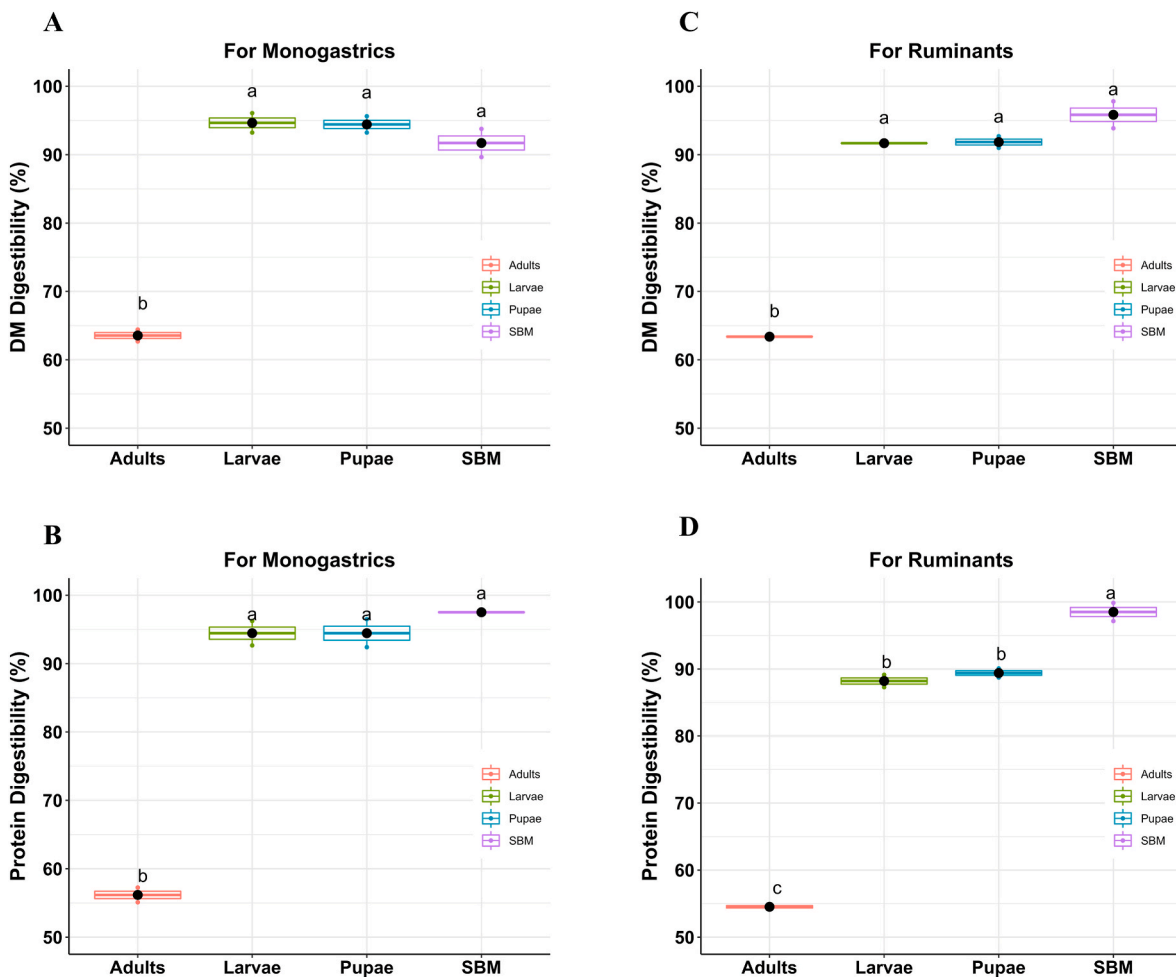 A
For Monogastrics
DM Digestibility (%)
100
90
80
70
60
50
b
a
a
a
Adults
Larvae
Pupae
SBM
Adults
Larvae
Pupae
SBM
C
For Ruminants
DM Digestibility (%)
100
90
80
70
60
50
b
a
a
a
Adults
Larvae
Pupae
SBM
Adults
Larvae
Pupae
SBM
B
For Monogastrics
Protein Digestibility (%)
100
90
80
70
60
50
b
a
a
a
Adults
Larvae
Pupae
SBM
Adults
Larvae
Pupae
SBM
D
For Ruminants
Protein Digestibility (%)
100
90
80
70
60
50
c
b
b
a
Adults
Larvae
Pupae
SBM
Adults
Larvae
Pupae
SBM